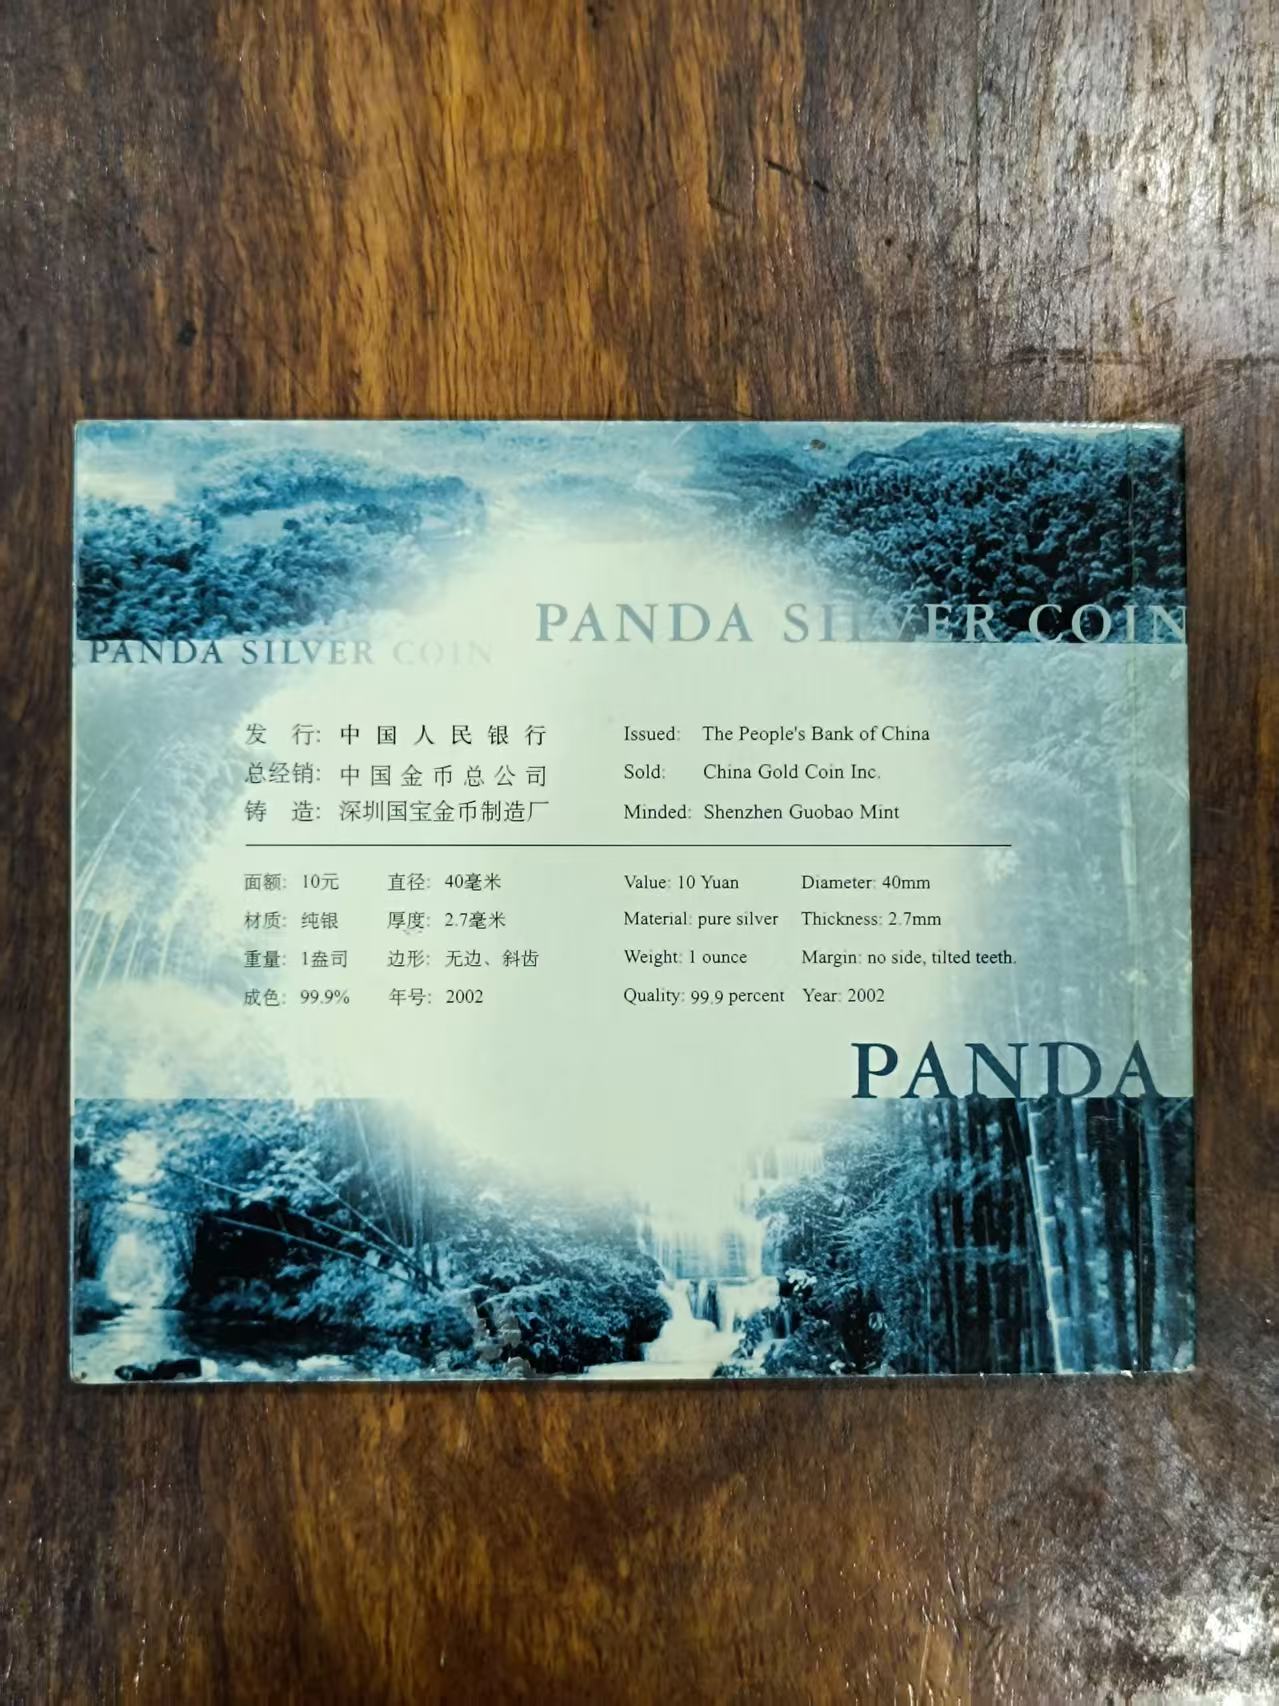 PANDA SILVER COIN
PANDA SILVER COIN
发 行: 中国人民银行
总经销: 中国金币总公司
铸 造: 深圳国宝金币制造厂
Issued: The People's Bank of China
Sold: China Gold Coin Inc.
Minded: Shenzhen Guobao Mint
面额: 10元 直径: 40毫米
材质: 纯银 厚度: 2.7毫米
重量: 1盎司 边形: 无边、斜齿
成色: 99.9% 年号: 2002
Value: 10 Yuan Diameter: 40mm
Material: pure silver Thickness: 2.7mm
Weight: 1 ounce Margin: no side, tilted teeth.
Quality: 99.9 percent Year: 2002
PANDA